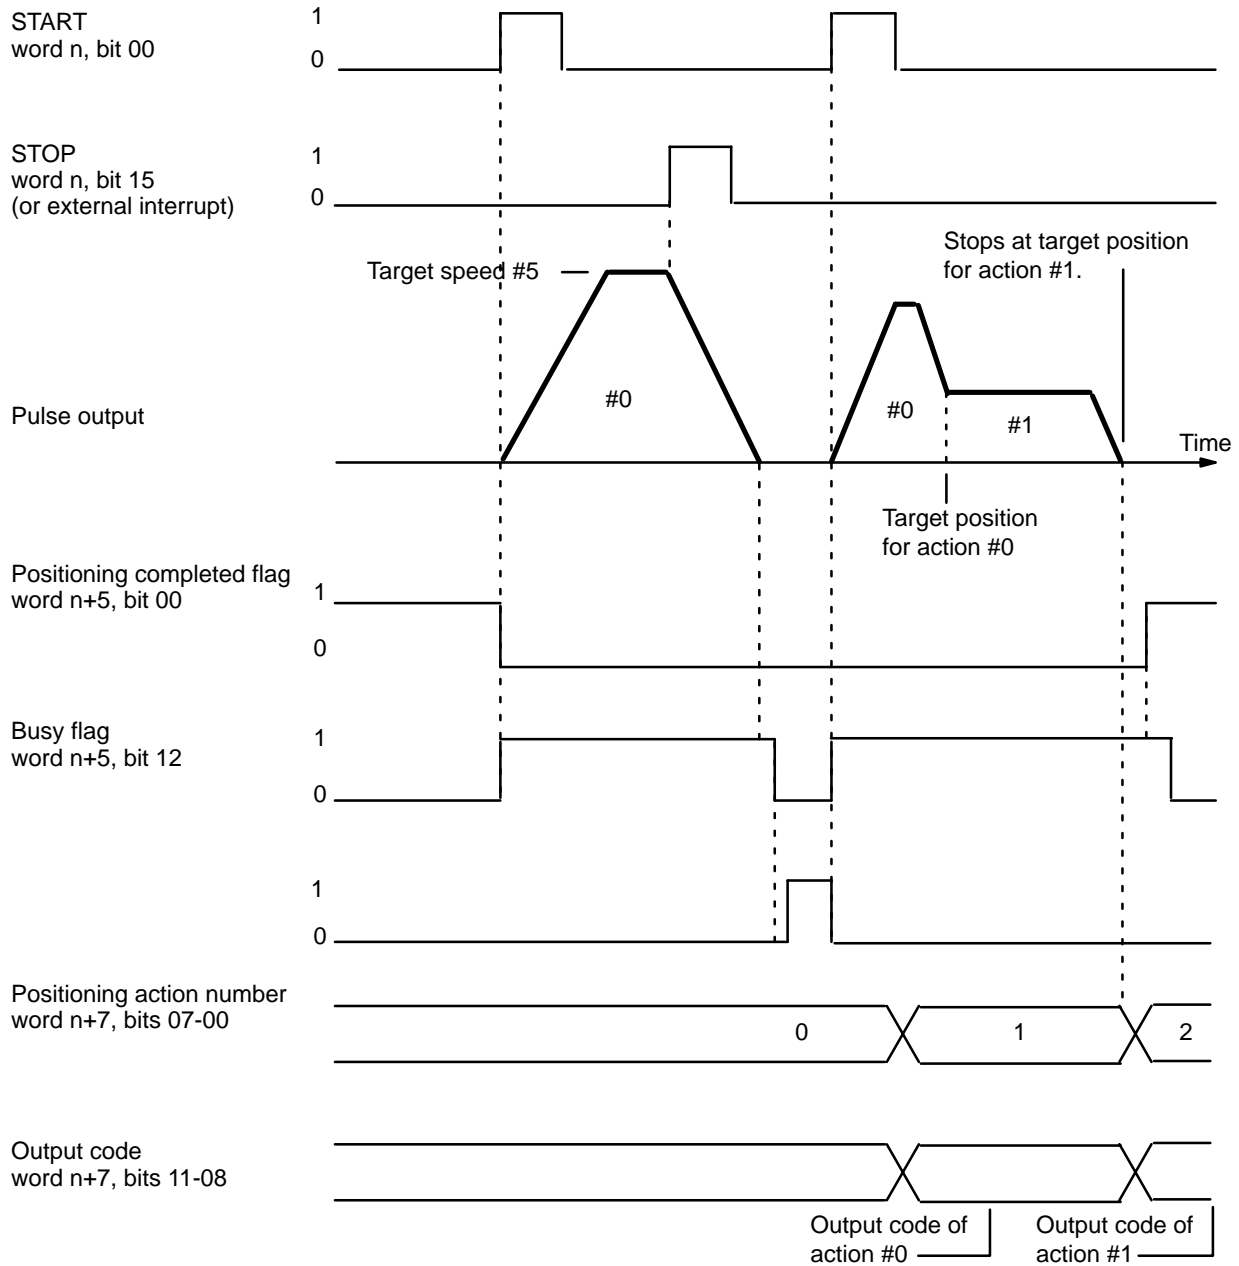 START
word n, bit 00
1
0
STOP
word n, bit 15
(or external interrupt)
1
0
Stops at target position
for action #1.
Target speed #5
#0
#0
#1
Pulse output
Time
Target position
for action #0
Positioning completed flag
word n+5, bit 00
1
0
Busy flag
word n+5, bit 12
1
0
1
0
Positioning action number
word n+7, bits 07-00
0
1
2
Output code
word n+7, bits 11-08
Output code of
action #0
Output code of
action #1